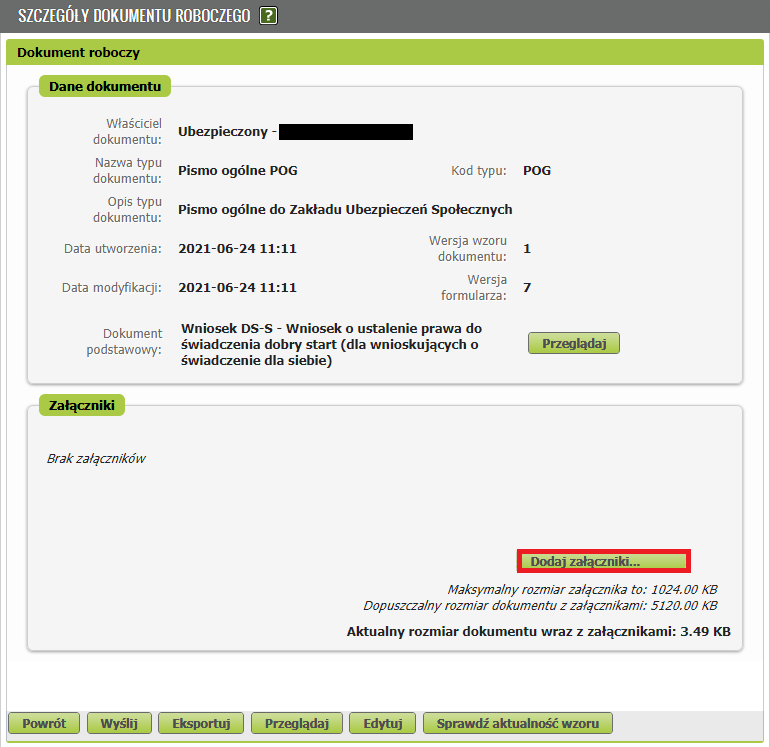 SZCZEGÓŁY DOKUMENTU ROBOCZEGO ?
Dokument roboczy
Dane dokumentu
Właściciel
dokumentu:
Ubezpieczony -
Nazwa typu
dokumentu:
Pismo ogólne POG
Kod typu: POG
Opis typu
dokumentu:
Pismo ogólne do Zakładu Ubezpieczeń Społecznych
Data utworzenia: 2021-06-24 11:11
Wersja wzoru
dokumentu:
1
Data modyfikacji: 2021-06-24 11:11
Wersja
formularza:
7
Dokument
podstawowy:
Wniosek DS-S - Wniosek o ustalenie prawa do
świadczenia dobry start (dla wnioskujących o
świadczenie dla siebie)
Przeglądaj
Załączniki
Brak załączników
Dodaj załączniki...
Maksymalny rozmiar załącznika to: 1024.00 KB
Dopuszczalny rozmiar dokumentu z załącznikami: 5120.00 KB
Aktualny rozmiar dokumentu wraz z załącznikami: 3.49 KB
Powrót Wyślij Eksportuj Przeglądaj Edytuj Sprawdź aktualność wzoru